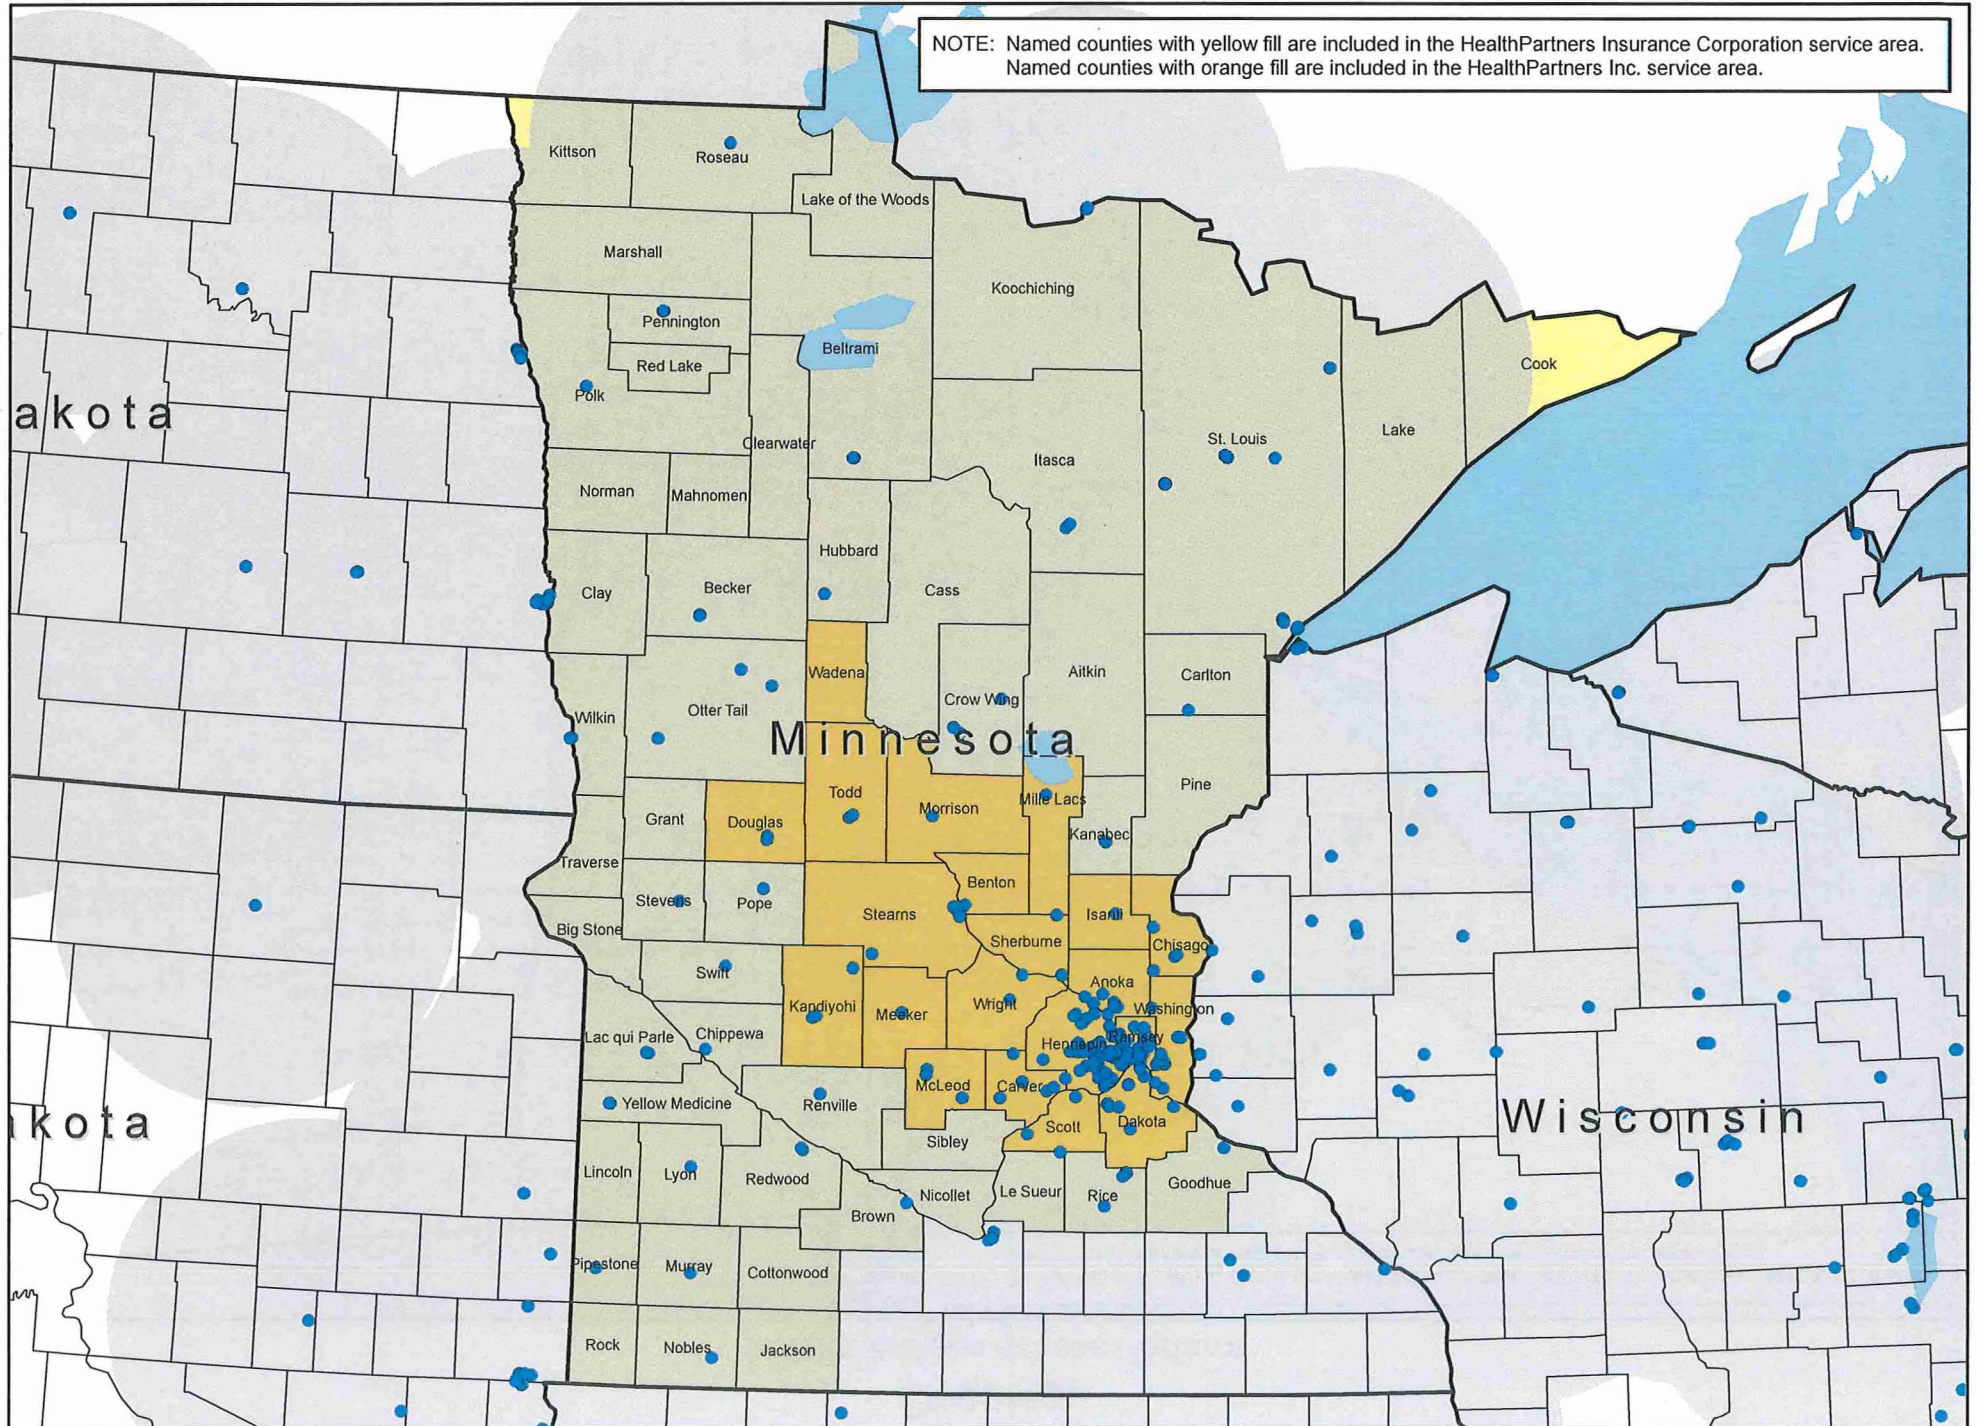 NOTE: Named counties with yellow fill are included in the HealthPartners Insurance Corporation service area.
Named counties with orange fill are included in the HealthPartners Inc. service area.
Kittson
Roseau
Lake of the Woods
Marshall
Koochiching
Pennington
Beltrami
Red Lake
Cook
Polk
akota
Clearwater
Lake
St. Louis
Itasca
Norman
Mahnomen
Hubbard
Becker
Cass
Clay
Wadena
Aitkin
Carlton
Crow Wing
Otter Tail
Wilkin
Minnesota
Pine
Todd
Mille Lacs
Morrison
Grant
Douglas
Kanabec
Traverse
Benton
Stevens
Pope
Stearns
Isanti
Big Stone
Sherburne
Chisago
Swift
Anoka
Wright
Kandiyohi
Washington
Meeker
Chippewa
Lac qui Parle
Hennepin
Ramsey
McLeod
Carver
Yellow Medicine
Renville
Wisconsin
kota
Dakota
Scott
Sibley
Lincoln
Lyon
Redwood
Goodhue
Le Sueur
Rice
Nicollet
Brown
Pipestone
Murray
Cottonwood
Rock
Nobles
Jackson